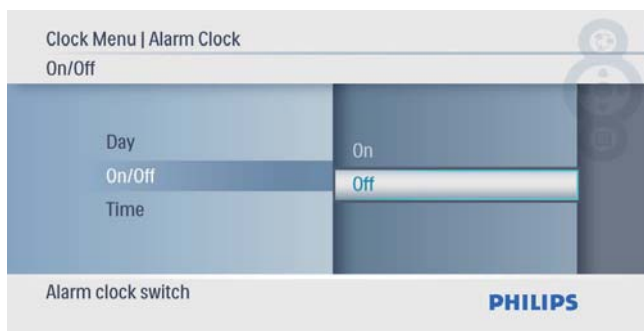 Clock Menu | Alarm Clock
On/Off
Day
On/Off
Time
On
Off
Alarm clock switch
PHILIPS